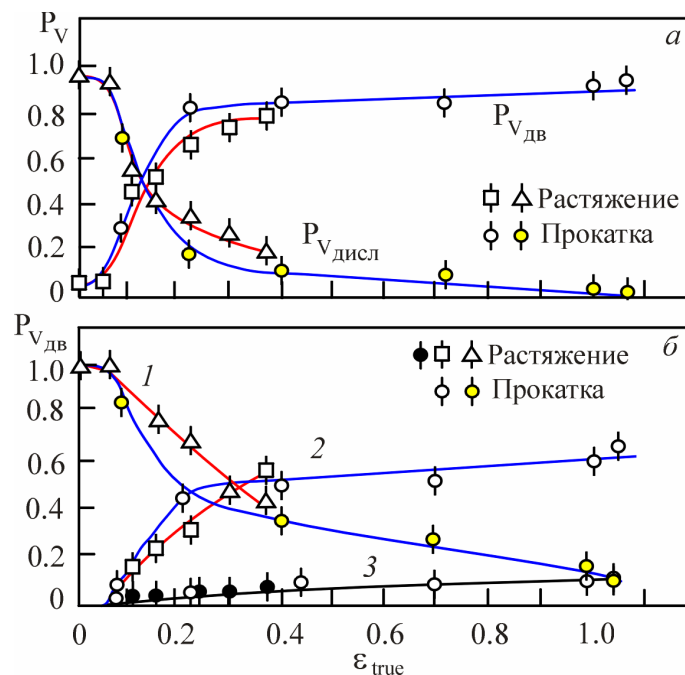 P_V
а
1.0
0.8
0.6
0.4
0.2
0
P_Vдв
Растяжение
P_Vдисл
Прокатка
P_Vдв
б
1.0
0.8
0.6
0.4
0.2
0
1
Растяжение
Прокатка
2
3
0 0.2 0.4 0.6 0.8 1.0
ε_true